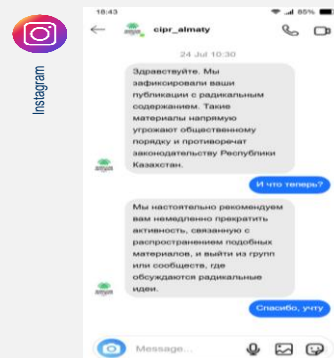 Instagram
18:43
85%
cipr_almaty
24 Jul 10:30
Здравствуйте. Мы
зафиксировали ваши
публикации с радикальным
содержанием. Такие
материалы напрямую
угрожают общественному
порядку и противоречат
законодательству Республики
Казахстан.
И что теперь?
Мы настоятельно рекомендуем
вам немедленно прекратить
активность, связанную с
распространением подобных
материалов, и выйти из групп
или сообществ, где
обсуждаются радикальные
идеи.
Спасибо, учту
Message...